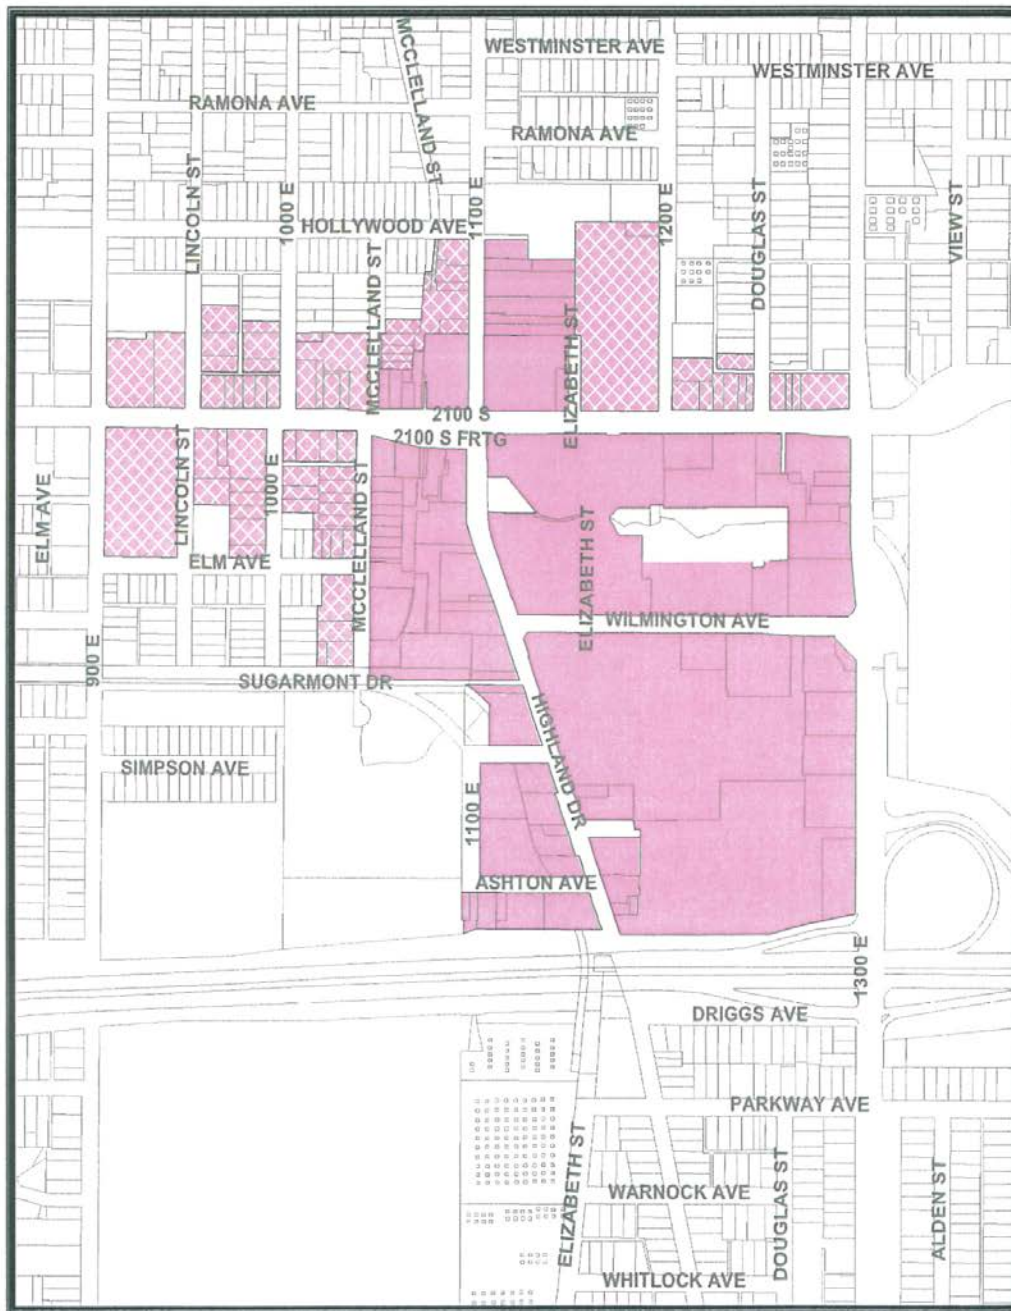 MCCLELLAND ST
WESTMINSTER AVE
WESTMINSTER AVE
RAMONA AVE
RAMONA AVE
LINCOLN ST
1000 E
1100 E
1200 E
DOUGLAS ST
VIEW ST
HOLLYWOOD AVE
MCCLELLAND ST
ELIZABETH ST
2100 S
2100 S FRTG
ELM AVE
LINCOLN ST
1000 E
MCCLELLAND ST
ELIZABETH ST
ELM AVE
WILMINGTON AVE
900 E
SUGARMONT DR
HIGHLAND DR
SIMPSON AVE
1100 E
ASHTON AVE
1300 E
DRIGGS AVE
PARKWAY AVE
ELIZABETH ST
WARNOCK AVE
DOUGLAS ST
ALDEN ST
WHITLOCK AVE